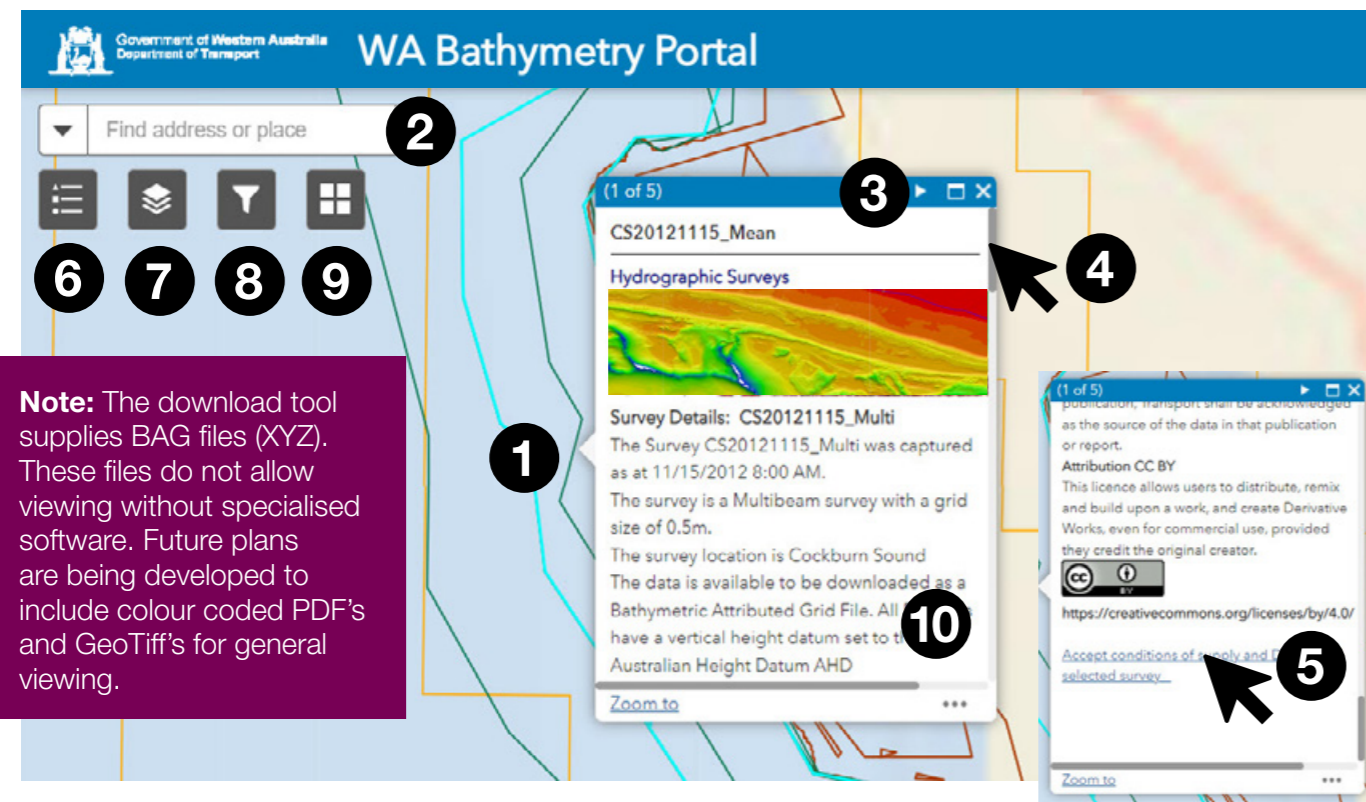 Government of Western Australia
Department of Transport
WA Bathymetry Portal
Find address or place
2
6
7
8
9
Note: The download tool
supplies BAG files (XYZ).
These files do not allow
viewing without specialised
software. Future plans
are being developed to
include colour coded PDF's
and GeoTiff's for general
viewing.
1
(1 of 5)
3
CS20121115_Mean
4
Hydrographic Surveys
Survey Details: CS20121115_Multi
The Survey CS20121115_Multi was captured
as at 11/15/2012 8:00 AM.
The survey is a Multibeam survey with a grid
size of 0.5m.
The survey location is Cockburn Sound
The data is available to be downloaded as a
Bathymetric Attributed Grid File. All
10
have a vertical height datum set to
Australian Height Datum AHD
Zoom to
(1 of 5)
publication, Transport shall be acknowledged
as the source of the data in that publication
or report.
Attribution CC BY
This licence allows users to distribute, remix
and build upon a work, and create Derivative
Works, even for commercial use, provided
they credit the original creator.
cc
BY
https://creativecommons.org/licenses/by/4.0/
Accept conditions of supply and
selected survey
5
Zoom to